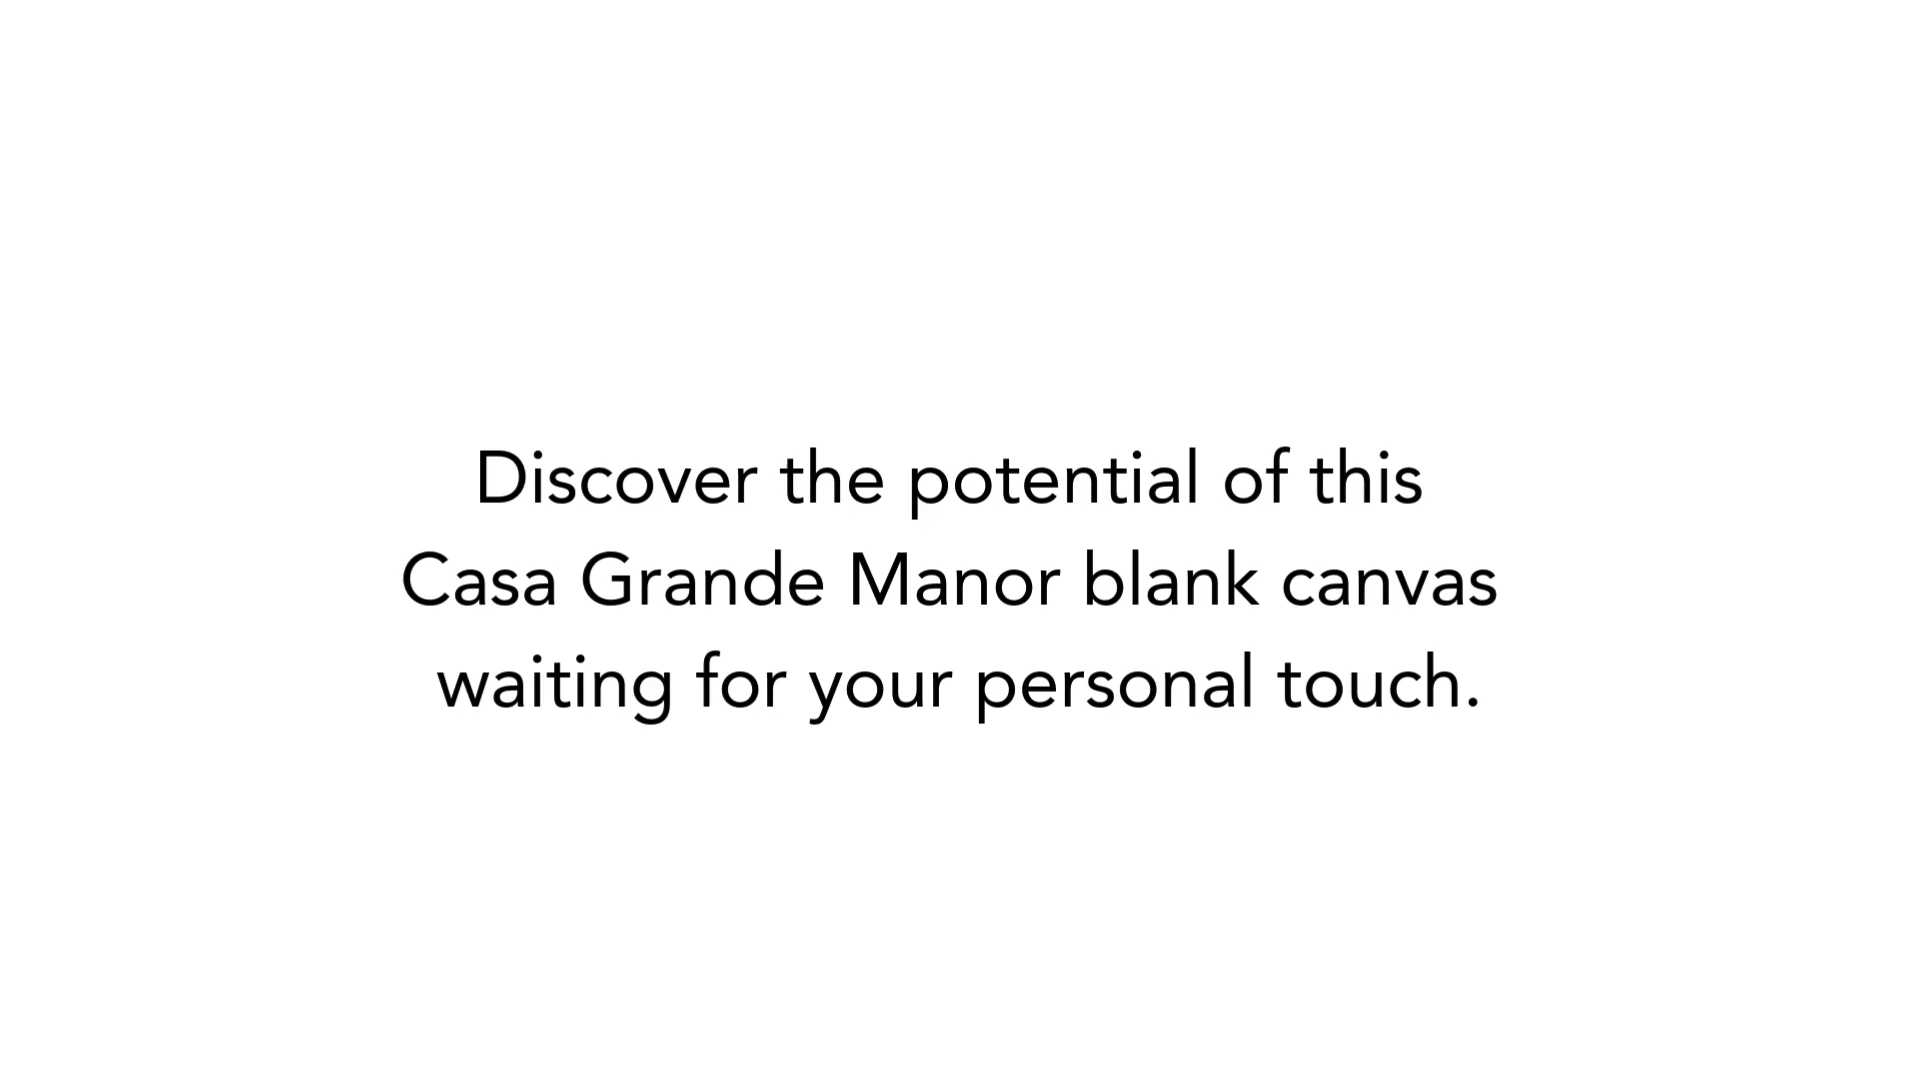 Discover the potential of this
Casa Grande Manor blank canvas
waiting for your personal touch.